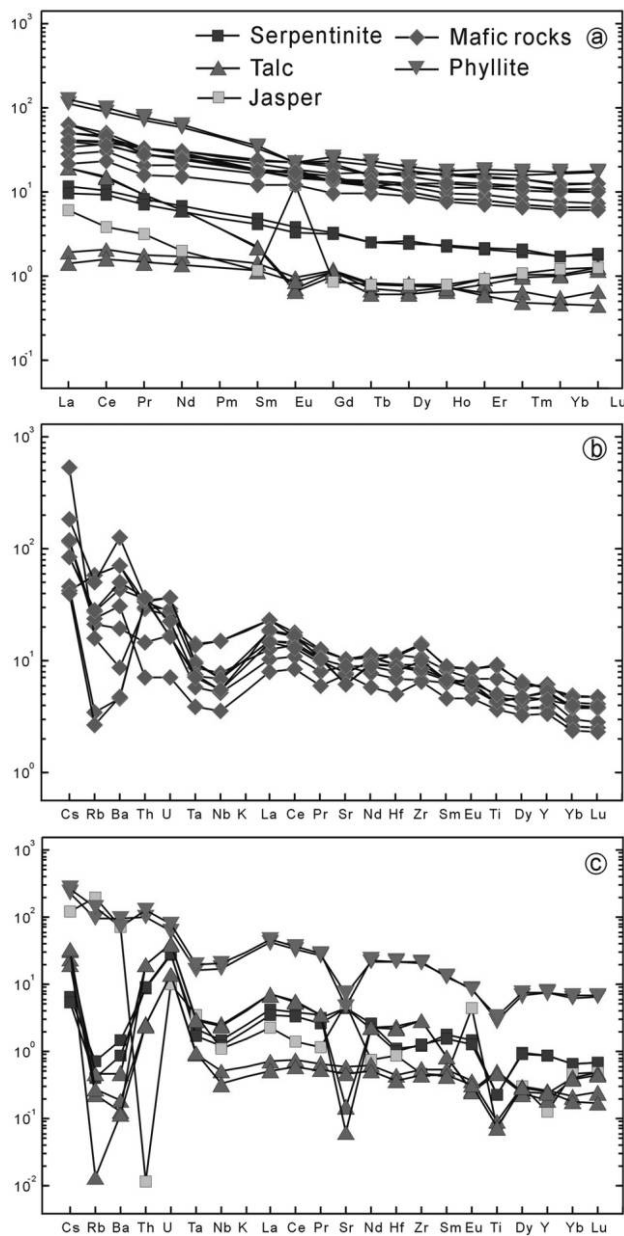 10³
Serpentinite Mafic rocks ⓐ
Talc Phyllite
10² Jasper
10¹
10⁰
10⁻¹
La Ce Pr Nd Pm Sm Eu Gd Tb Dy Ho Er Tm Yb Lu
10³ ⓑ
10²
10¹
10⁰
Cs Rb Ba Th U Ta Nb K La Ce Pr Sr Nd Hf Zr Sm Eu Ti Dy Y Yb Lu
10³ ⓒ
10²
10¹
10⁰
10⁻¹
10⁻²
Cs Rb Ba Th U Ta Nb K La Ce Pr Sr Nd Hf Zr Sm Eu Ti Dy Y Yb Lu